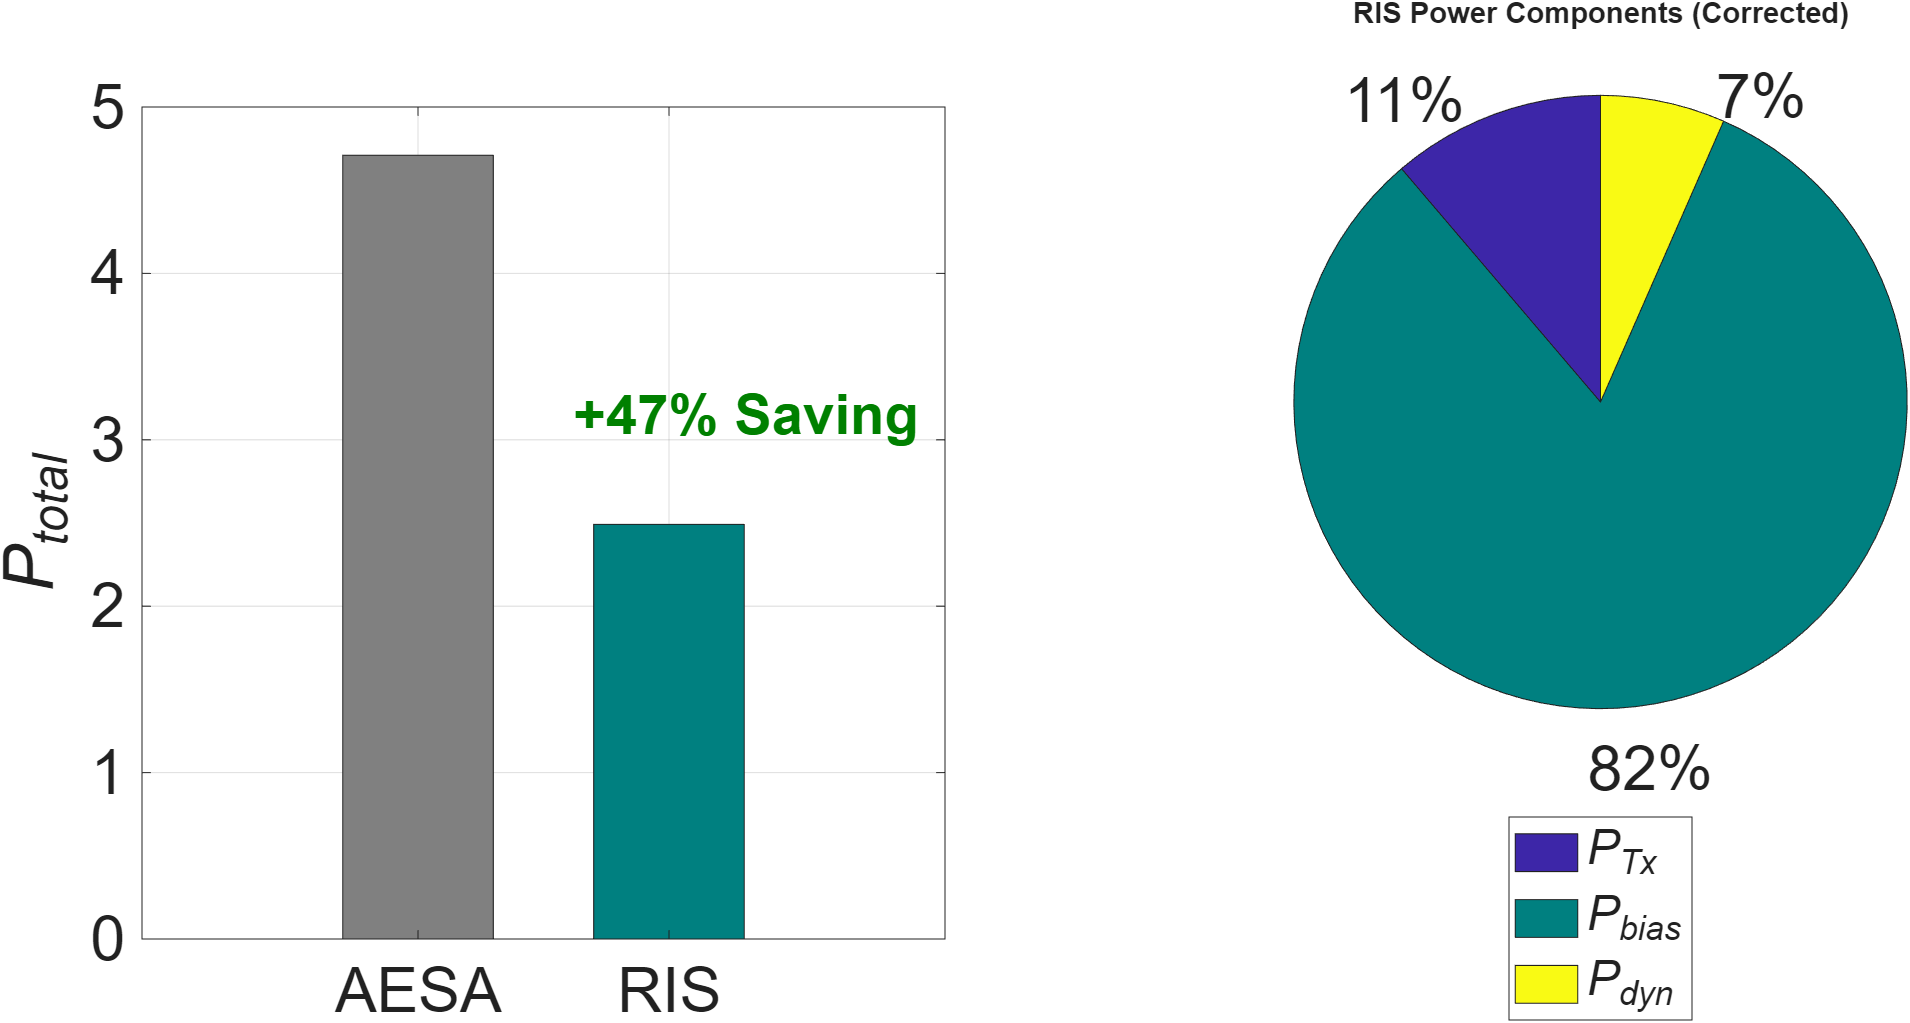 5
4
3
2
1
0
P_total
+47% Saving
AESA
RIS
RIS Power Components (Corrected)
11%
7%
82%
P_Tx
P_bias
P_dyn